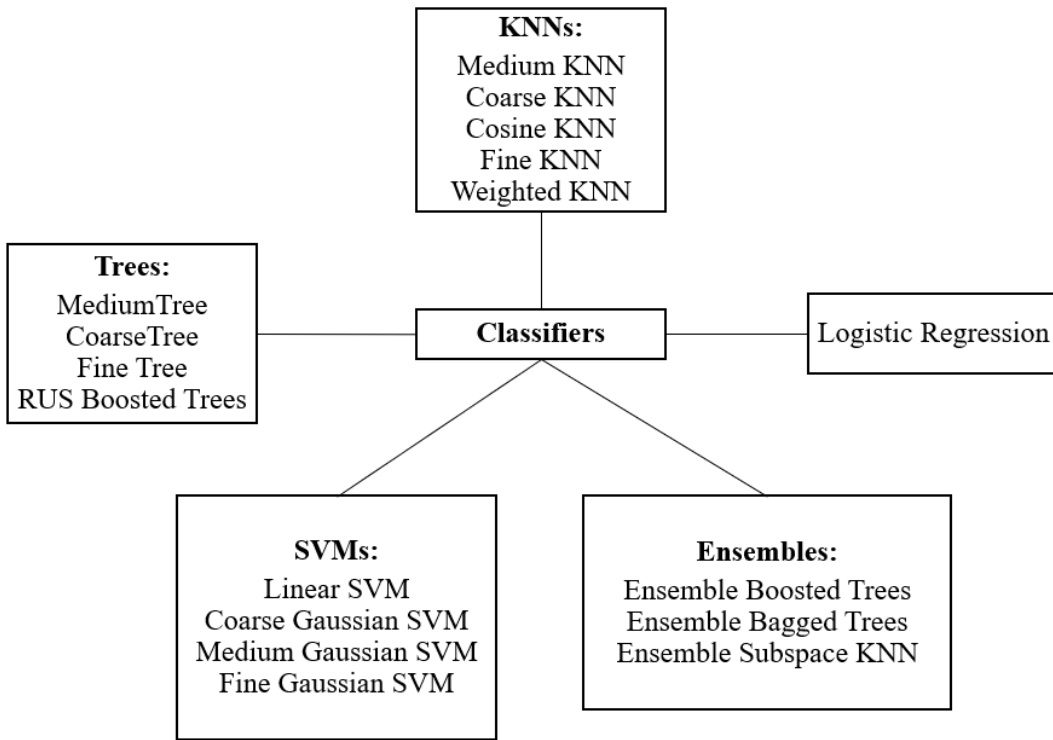 KNNs:
Medium KNN
Coarse KNN
Cosine KNN
Fine KNN
Weighted KNN
Trees:
MediumTree
CoarseTree
Fine Tree
RUS Boosted Trees
Classifiers
Logistic Regression
SVMs:
Linear SVM
Coarse Gaussian SVM
Medium Gaussian SVM
Fine Gaussian SVM
Ensembles:
Ensemble Boosted Trees
Ensemble Bagged Trees
Ensemble Subspace KNN